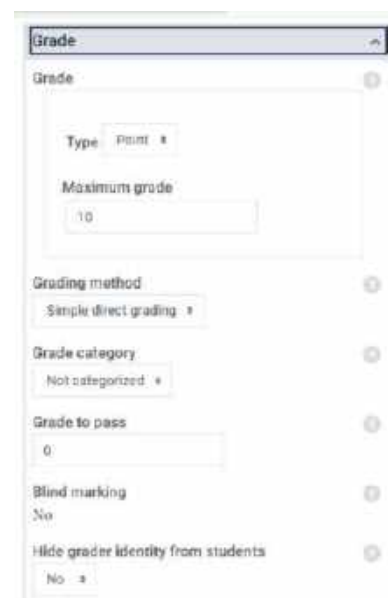 Grade
Grade
Type Point
Maximum grade
10
Grading method
Simple direct grading
Grade category
Not categorized
Grade to pass
0
Blind marking
No
Hide grader identity from students
No